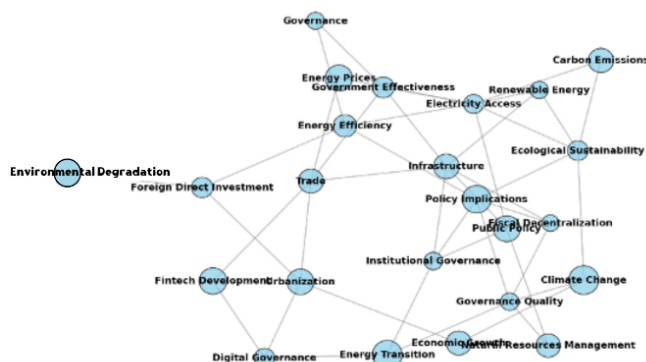 Governance
Carbon Emissions
Energy Prices
Government Effectiveness
Renewable Energy
Electricity Access
Energy Efficiency
Ecological Sustainability
Infrastructure
Environmental Degradation
Trade
Foreign Direct Investment
Policy Implications
Fiscal Decentralization
Public Policy
Institutional Governance
Fintech Development
Urbanization
Climate Change
Governance Quality
Economic Growth
Natural Resources Management
Energy Transition
Digital Governance